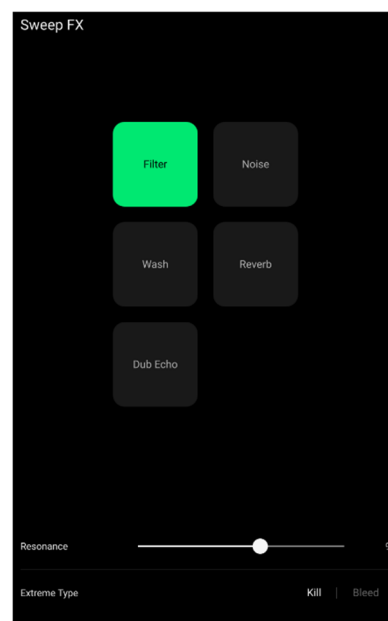 Sweep FX
Filter Noise
Wash Reverb
Dub Echo
Resonance
Extreme Type Kill | Bleed